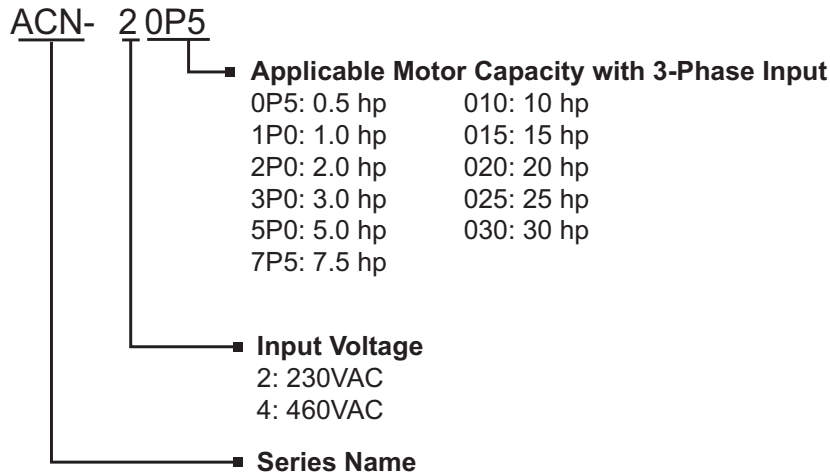 ACN- 2 0P5
Applicable Motor Capacity with 3-Phase Input
0P5: 0.5 hp 010: 10 hp
1P0: 1.0 hp 015: 15 hp
2P0: 2.0 hp 020: 20 hp
3P0: 3.0 hp 025: 25 hp
5P0: 5.0 hp 030: 30 hp
7P5: 7.5 hp
Input Voltage
2: 230VAC
4: 460VAC
Series Name